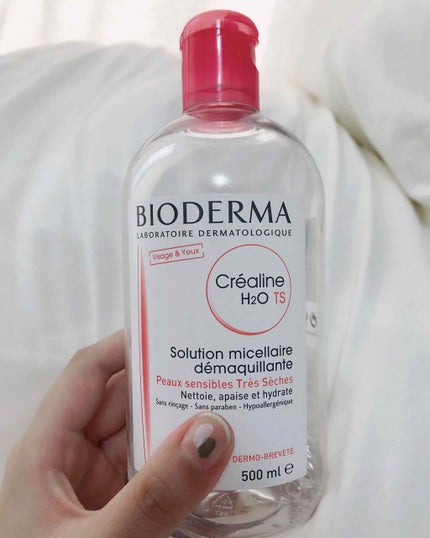 BIODERMA
LABORATOIRE DERMATOLOGIQUE
Visage & Yeux
Créaline
H2O TS
Solution micellaire
démaquillante
Peaux sensibles Très Sèches
Nettoie, apaise et hydrate
Sans rinçage - Sans paraben - Hypoallergénique
DERMO-BREVETÉ
500 ml e